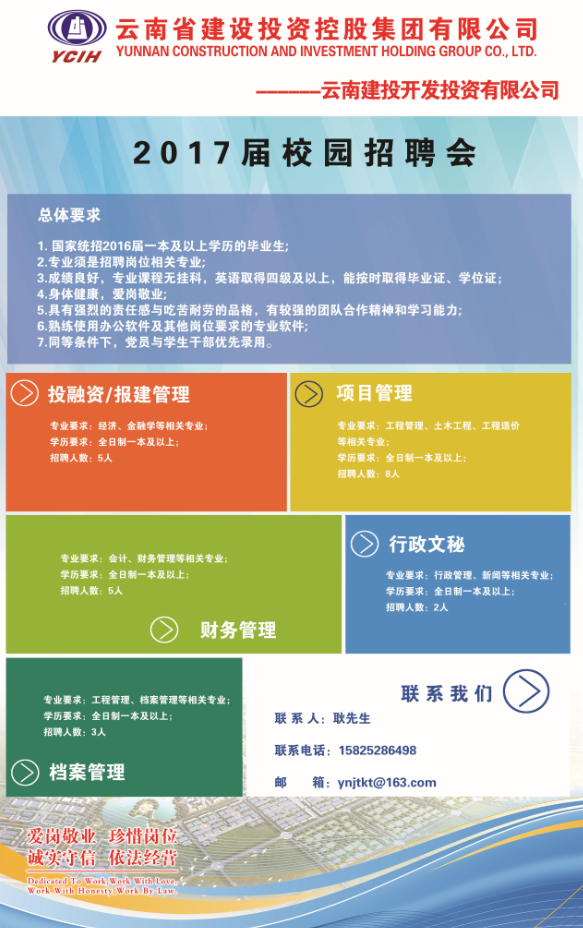 YCIH
云南省建设投资控股集团有限公司
YUNNAN CONSTRUCTION AND INVESTMENT HOLDING GROUP CO., LTD.
——云南建投开发投资有限公司
2017届校园招聘会
总体要求
1. 国家统招2016届一本及以上学历的毕业生;
2.专业须是招聘岗位相关专业;
3.成绩良好，专业课程无挂科，英语取得四级及以上，能按时取得毕业证、学位证;
4.身体健康，爱岗敬业;
5.具有强烈的责任感与吃苦耐劳的品格，有较强的团队合作精神和学习能力;
6.熟练使用办公软件及其他岗位要求的专业软件;
7.同等条件下，党员与学生干部优先录用。
投融资/报建管理
专业要求：经济、金融学等相关专业;
学历要求：全日制一本及以上;
招聘人数：5人
项目管理
专业要求：工程管理、土木工程、工程造价
等相关专业;
学历要求：全日制一本及以上;
招聘人数：8人
专业要求：会计、财务管理等相关专业;
学历要求：全日制一本及以上;
招聘人数：5人
财务管理
行政文秘
专业要求：行政管理、新闻等相关专业;
学历要求：全日制一本及以上;
招聘人数：2人
专业要求：工程管理、档案管理等相关专业;
学历要求：全日制一本及以上;
招聘人数：3人
档案管理
联系我们
联 系 人：耿先生
联系电话：15825286498
邮 箱：ynjtkt@163.com
爱岗敬业 珍惜岗位
诚实守信 依法经营
Dedicated To Work,Work With Love,
Work With Honesty,Work By Law.